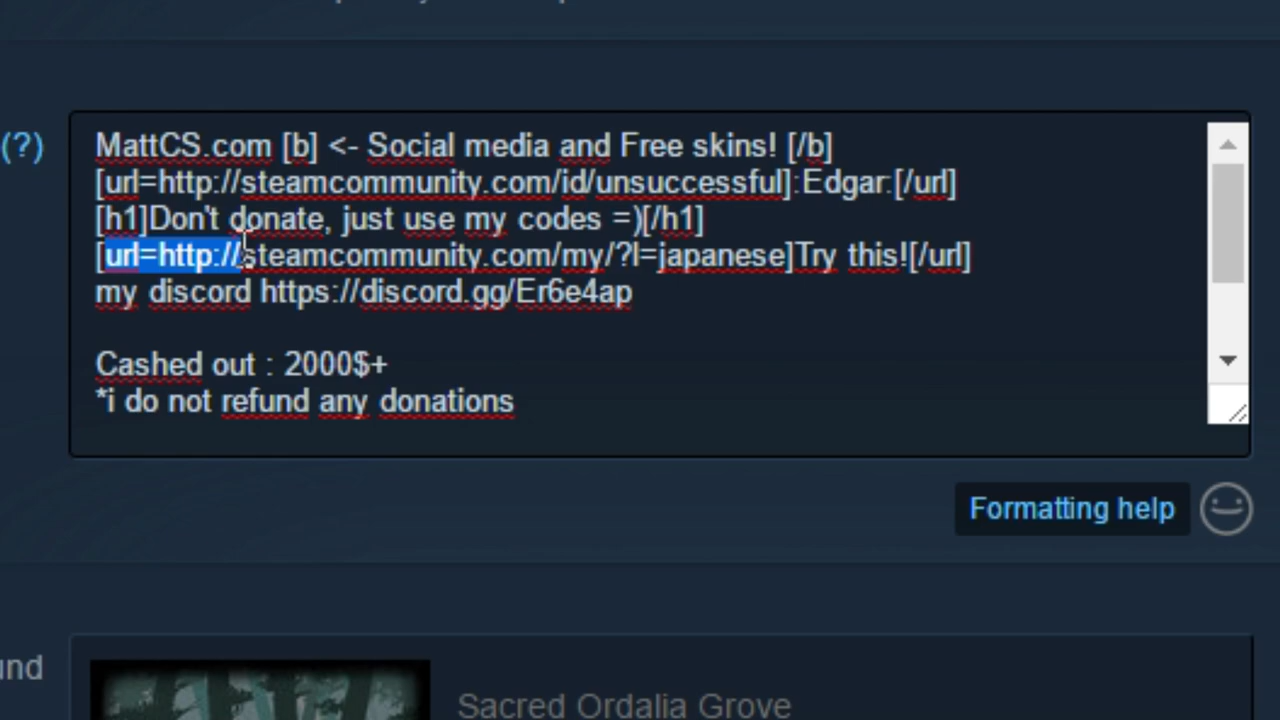 (?)
MattCS.com [b] <- Social media and Free skins! [/b]
[url=http://steamcommunity.com/id/unsuccessful]:Edgar:[/url]
[h1]Don't donate, just use my codes =)[/h1]
[url=http://steamcommunity.com/my/?l=japanese]Try this![/url]
my discord https://discord.gg/Er6e4ap
Cashed out : 2000$+
*i do not refund any donations
Formatting help
und
Sacred Ordalia Grove